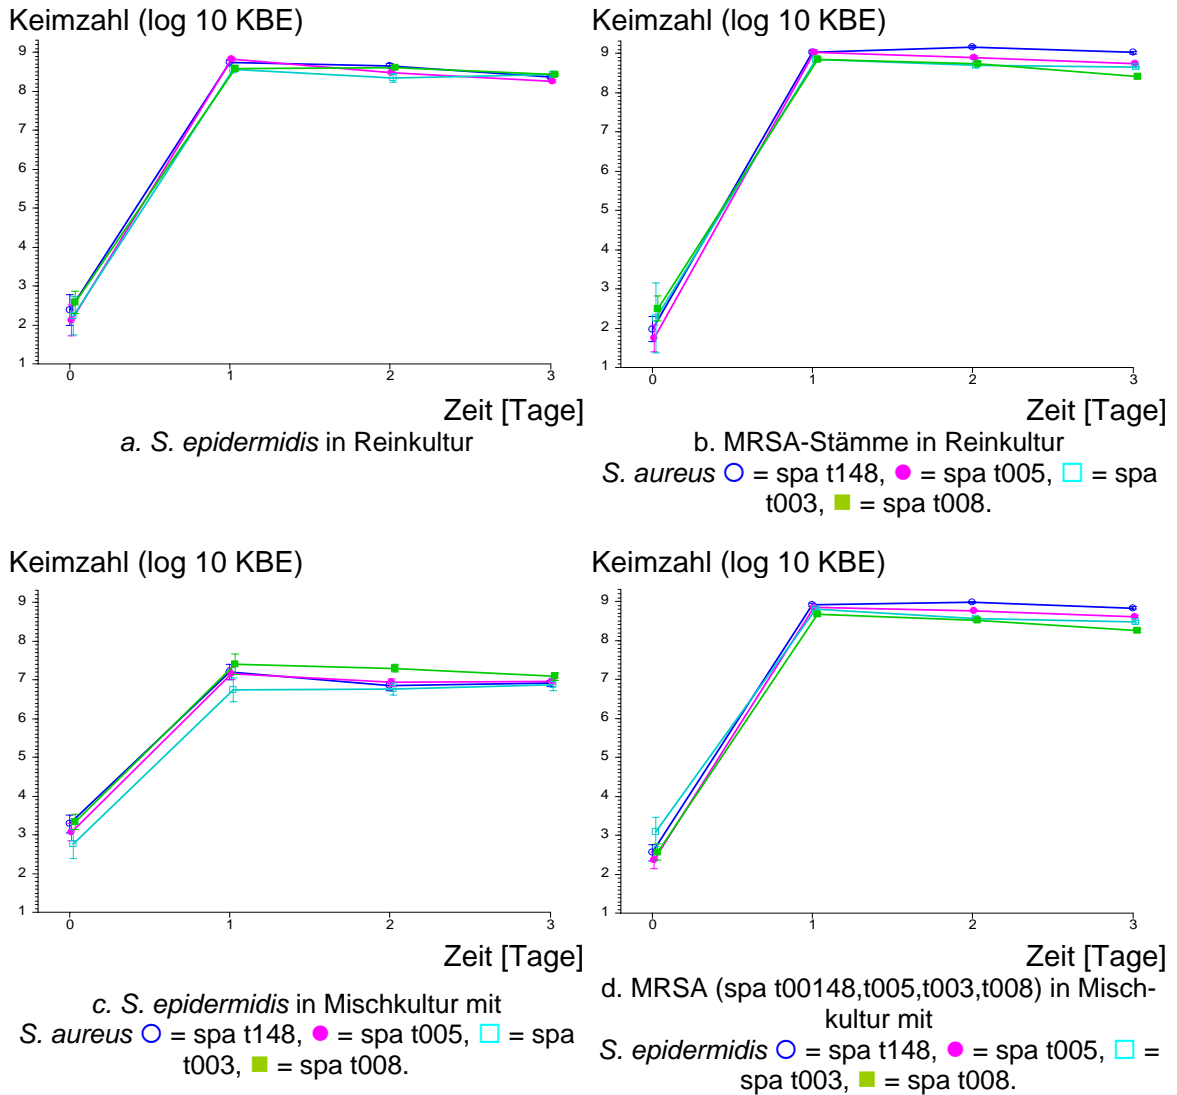 Keimzahl (log 10 KBE)
9
8
7
6
5
4
3
2
1
0 1 2 3
Zeit [Tage]
a. S. epidermidis in Reinkultur
Keimzahl (log 10 KBE)
9
8
7
6
5
4
3
2
1
0 1 2 3
Zeit [Tage]
b. MRSA-Stämme in Reinkultur
S. aureus = spa t148, = spa t005, = spa
t003, = spa t008.
Keimzahl (log 10 KBE)
9
8
7
6
5
4
3
2
1
0 1 2 3
Zeit [Tage]
c. S. epidermidis in Mischkultur mit
S. aureus = spa t148, = spa t005, = spa
t003, = spa t008.
Keimzahl (log 10 KBE)
9
8
7
6
5
4
3
2
1
0 1 2 3
Zeit [Tage]
d. MRSA (spa t00148,t005,t003,t008) in Misch-
kultur mit
S. epidermidis = spa t148, = spa t005, =
spa t003, = spa t008.